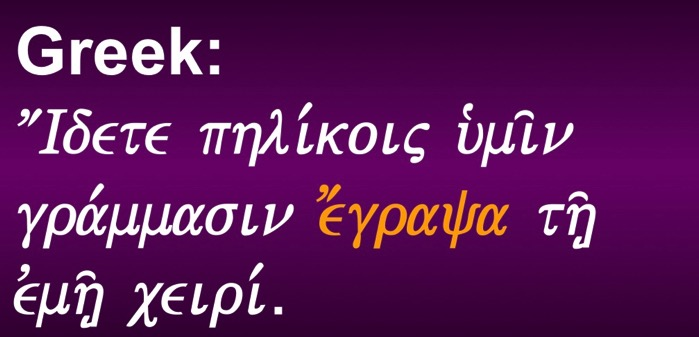 Greek:
Ἴδετε πηλίκοις ὑμῖν
γράμμασιν ἔγραψα τῇ
ἐμῇ χειρί.